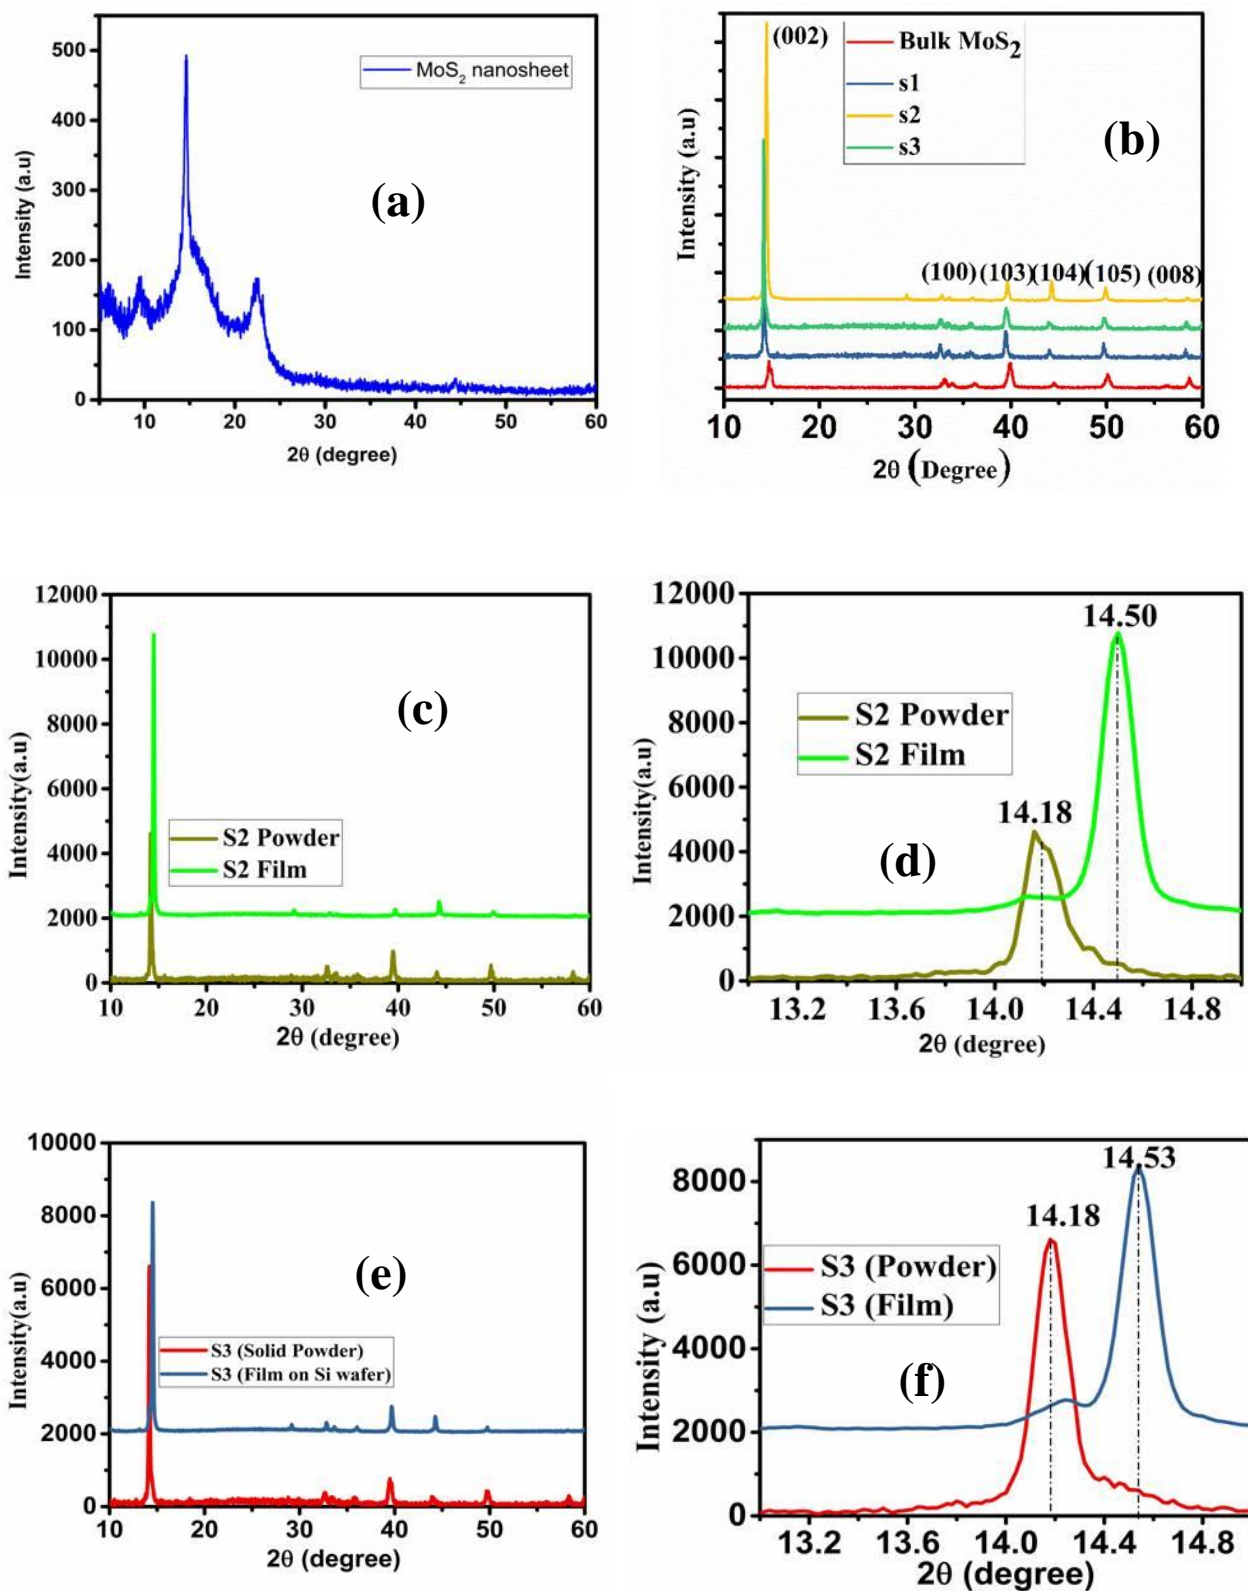 500
400
300
200
100
0
Intensity (a.u)
MoS2 nanosheet
(a)
10 20 30 40 50 60
2θ (degree)
Intensity (a.u)
(002)
Bulk MoS2
s1
s2
s3
(b)
(100) (103) (104) (105) (008)
10 20 30 40 50 60
2θ (Degree)
12000
10000
8000
6000
4000
2000
0
Intensity(a.u)
(c)
S2 Powder
S2 Film
10 20 30 40 50 60
2θ (degree)
12000
10000
8000
6000
4000
2000
0
Intensity(a.u)
14.50
S2 Powder
S2 Film
14.18
(d)
13.2 13.6 14.0 14.4 14.8
2θ (degree)
10000
8000
6000
4000
2000
0
Intensity(a.u)
(e)
S3 (Solid Powder)
S3 (Film on Si wafer)
10 20 30 40 50 60
2θ (degree)
8000
6000
4000
2000
0
Intensity (a.u)
14.53
14.18
S3 (Powder)
S3 (Film)
(f)
13.2 13.6 14.0 14.4 14.8
2θ (degree)